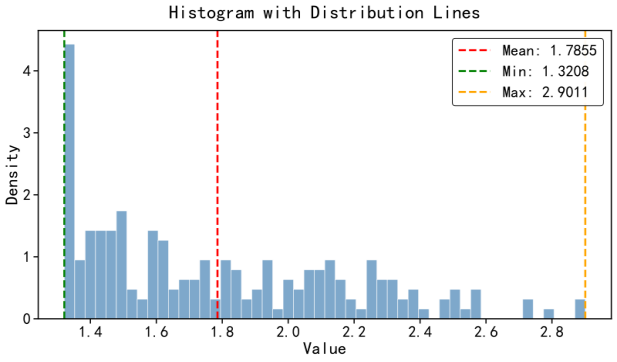 Histogram with Distribution Lines
Mean: 1.7855
Min: 1.3208
Max: 2.9011
Density
4
3
2
1
0
1.4 1.6 1.8 2.0 2.2 2.4 2.6 2.8
Value